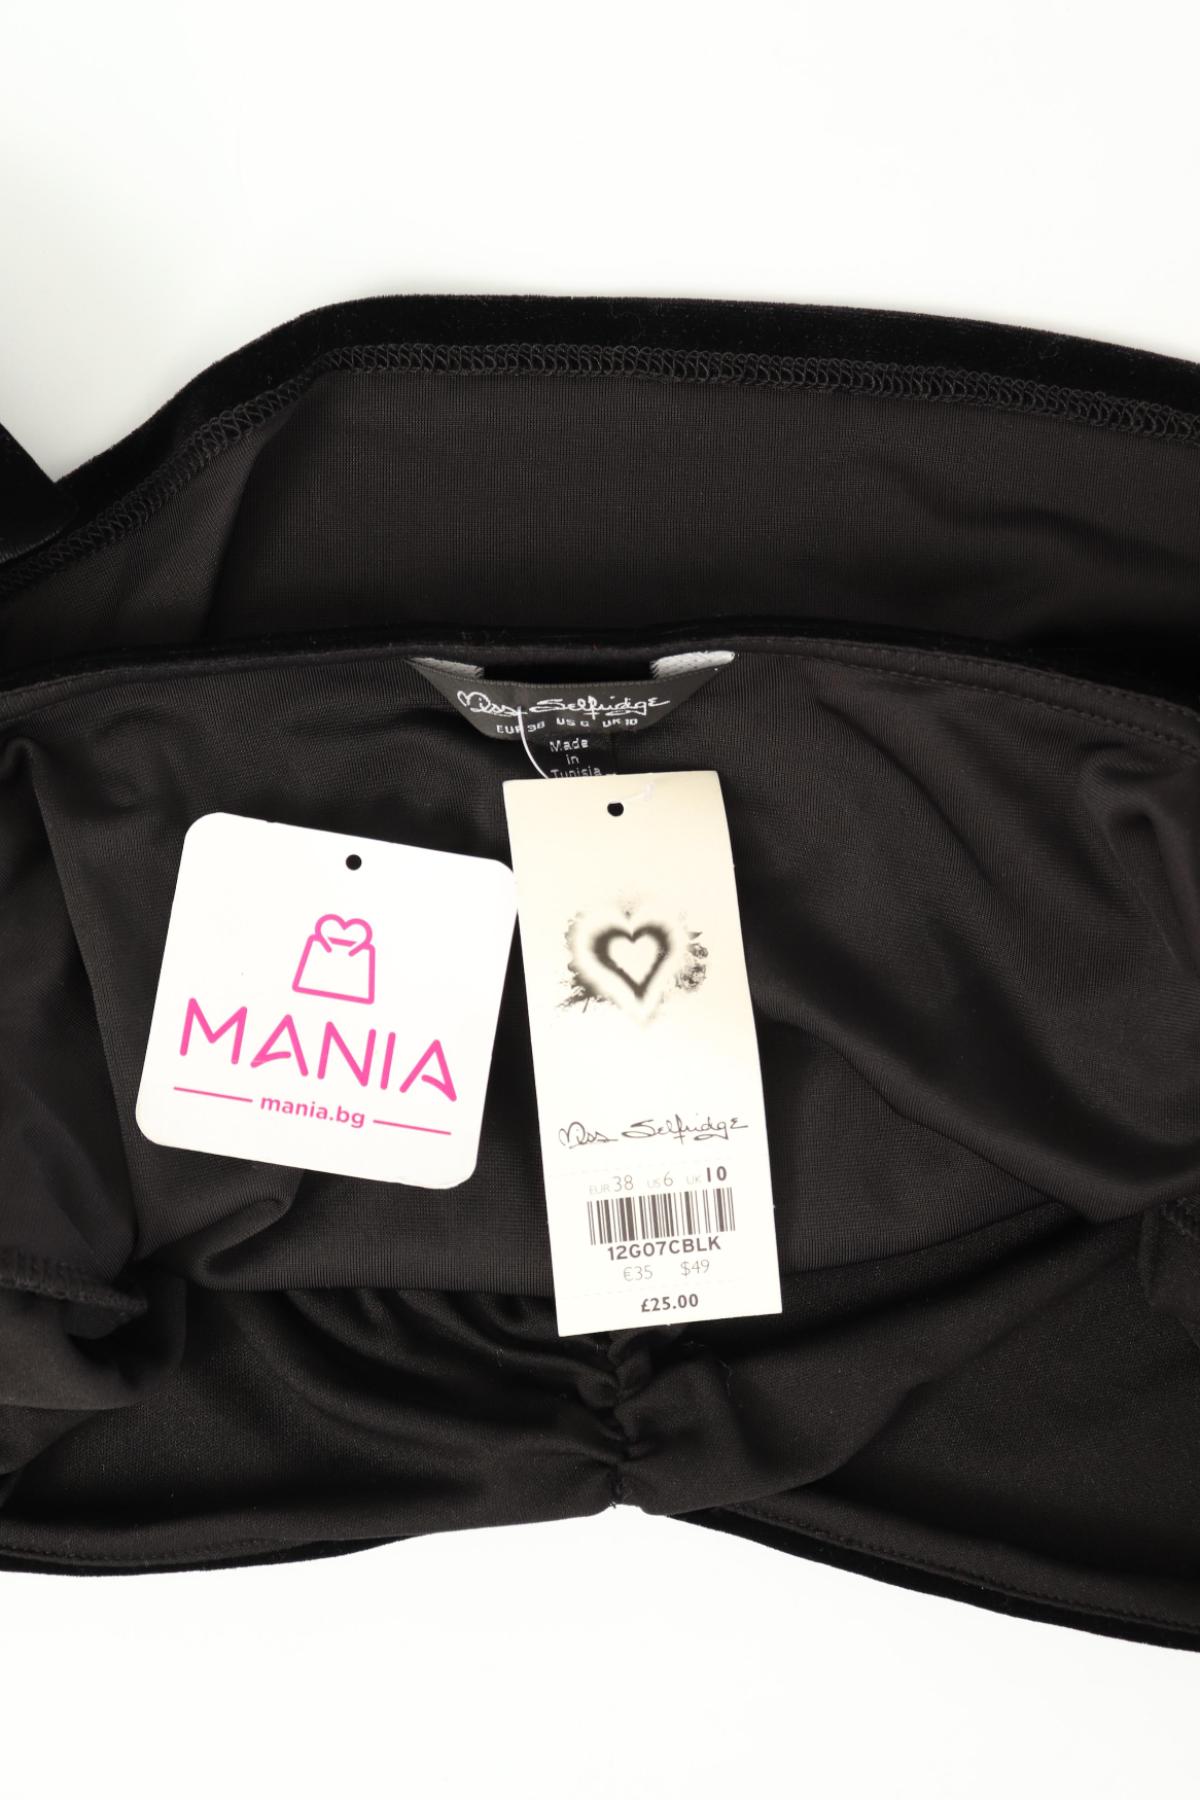 Miss Selfridge
EUR 38 US 6 UK 10
Made
in
Tunisia
MANIA
mania.bg
Miss Selfridge
EUR 38 US 6 UK 10
12G07CBLK
€35 $49
£25.00